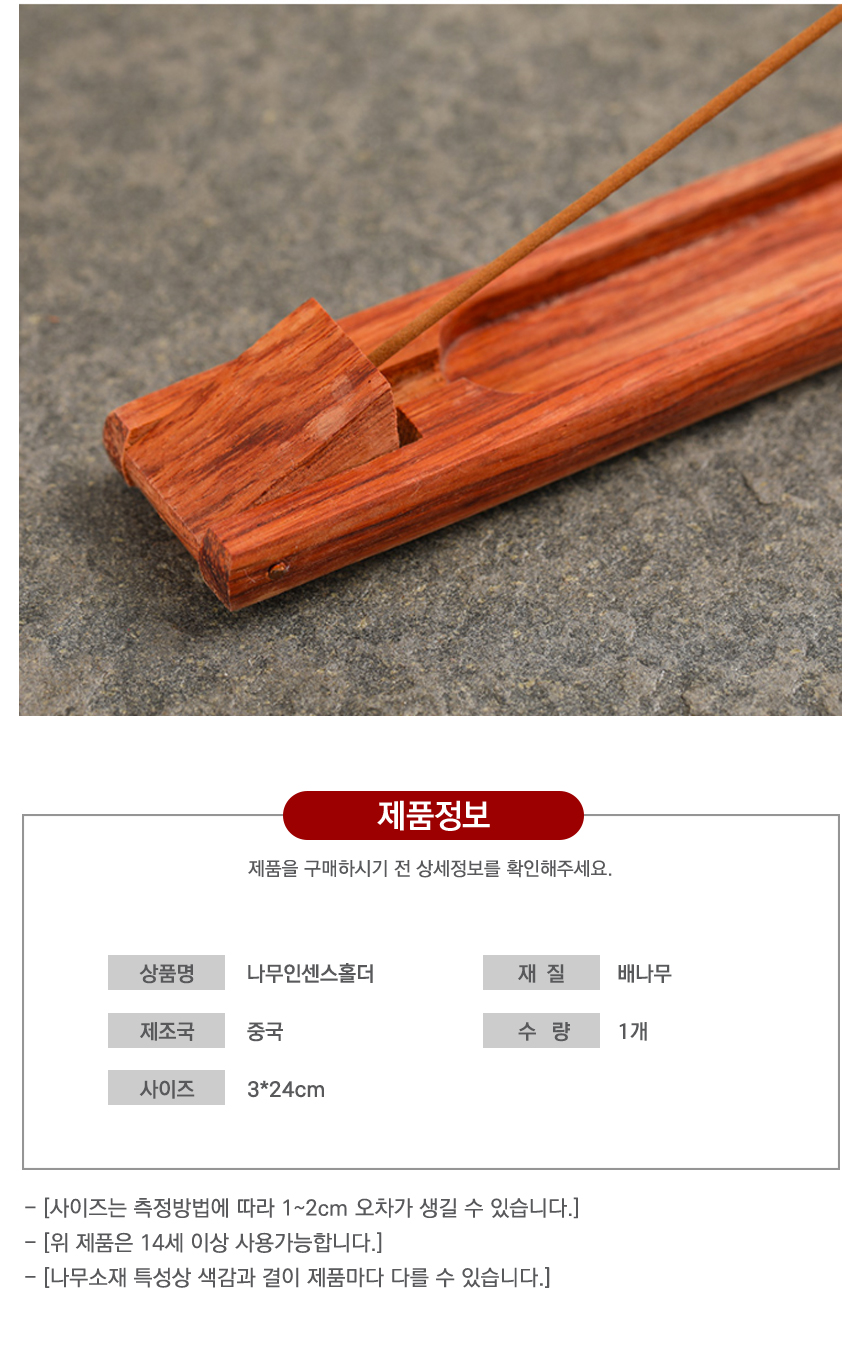 제품정보
제품을 구매하시기 전 상세정보를 확인해주세요.
상품명 나무인센스홀더 재 질 배나무
제조국 중국 수 량 1개
사이즈 3*24cm
- [사이즈는 측정방법에 따라 1~2cm 오차가 생길 수 있습니다.]
- [위 제품은 14세 이상 사용가능합니다.]
- [나무소재 특성상 색감과 결이 제품마다 다를 수 있습니다.]